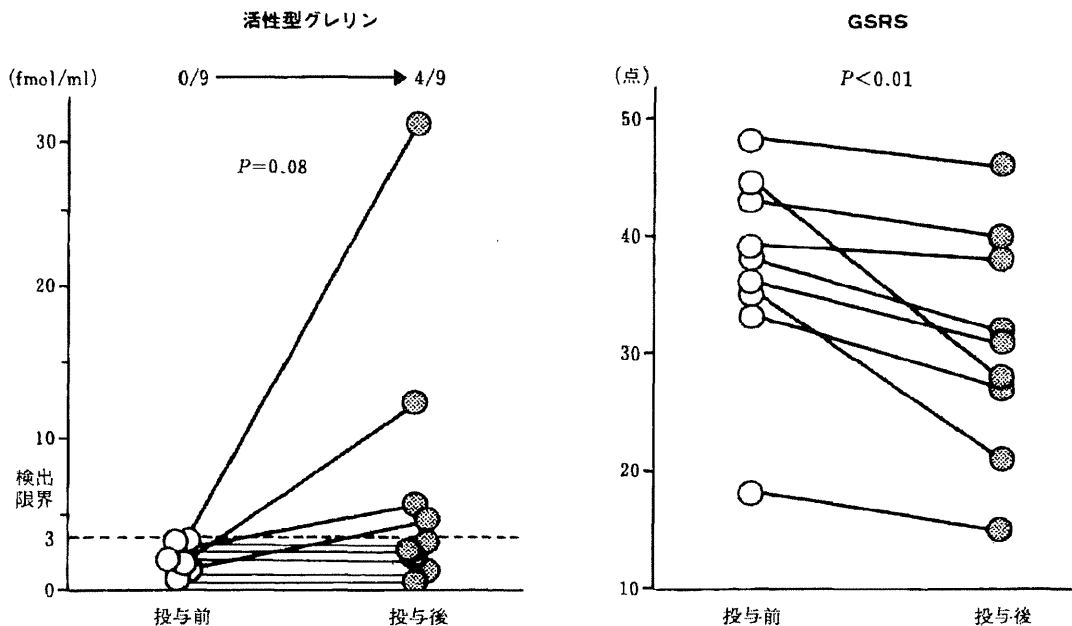 活性型グレリン
(fmol/ml)
0/9
4/9
P=0.08
30
20
10
検出
限界
3
0
投与前
投与後
GSRS
(点)
P<0.01
50
40
30
20
10
投与前
投与後